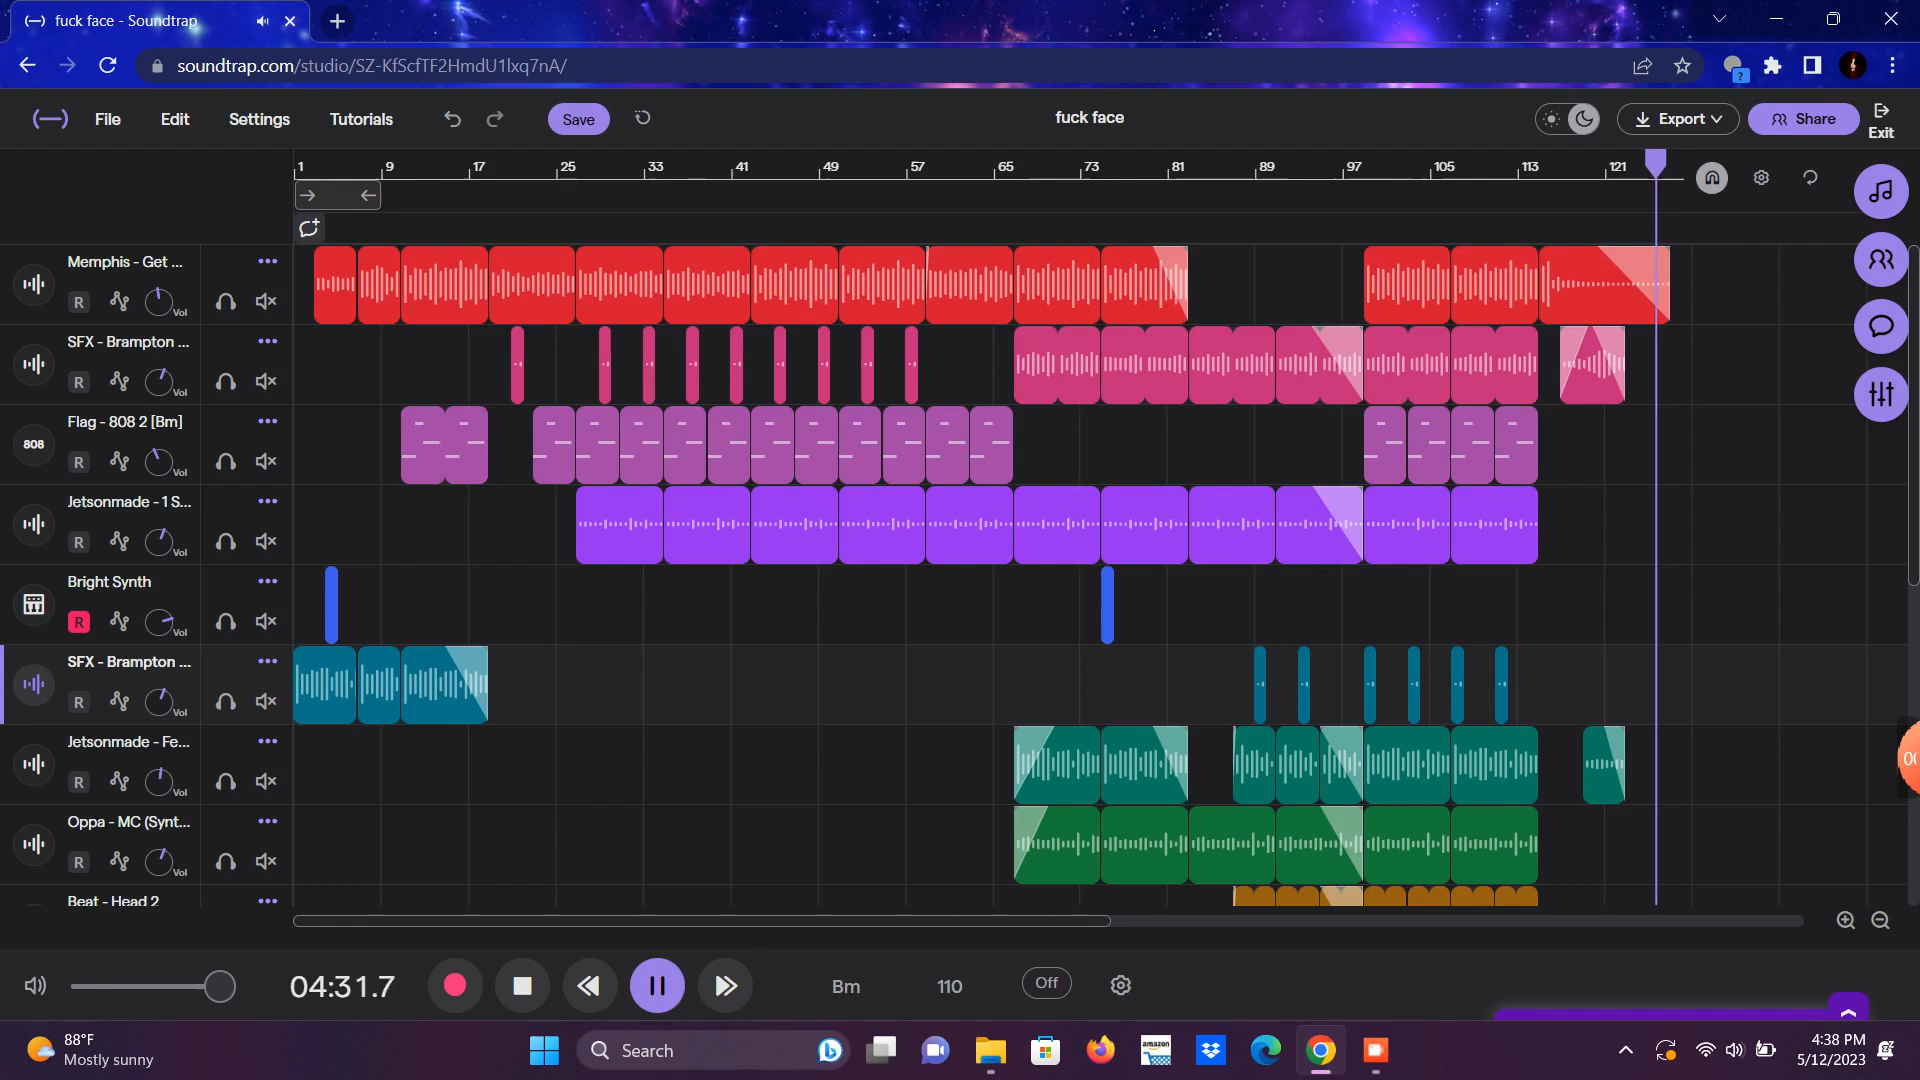 fuck face - Soundtrap
soundtrap.com/studio/SZ-KfScfTF2HmdU1lxq7nA/
File Edit Settings Tutorials Save fuck face Export Share Exit
1 9 17 25 33 41 49 57 65 73 81 89 97 105 113 121
Memphis - Get ...
R Vol
SFX - Brampton ...
R Vol
Flag - 808 2 [Bm]
808 R Vol
Jetsonmade - 1 S...
R Vol
Bright Synth
R Vol
SFX - Brampton ...
R Vol
Jetsonmade - Fe...
R Vol
Oppa - MC (Synt...
R Vol
Beat - Head 2
04:31.7 Bm 110 Off
88°F
Mostly sunny
Search
amazon
4:38 PM
5/12/2023